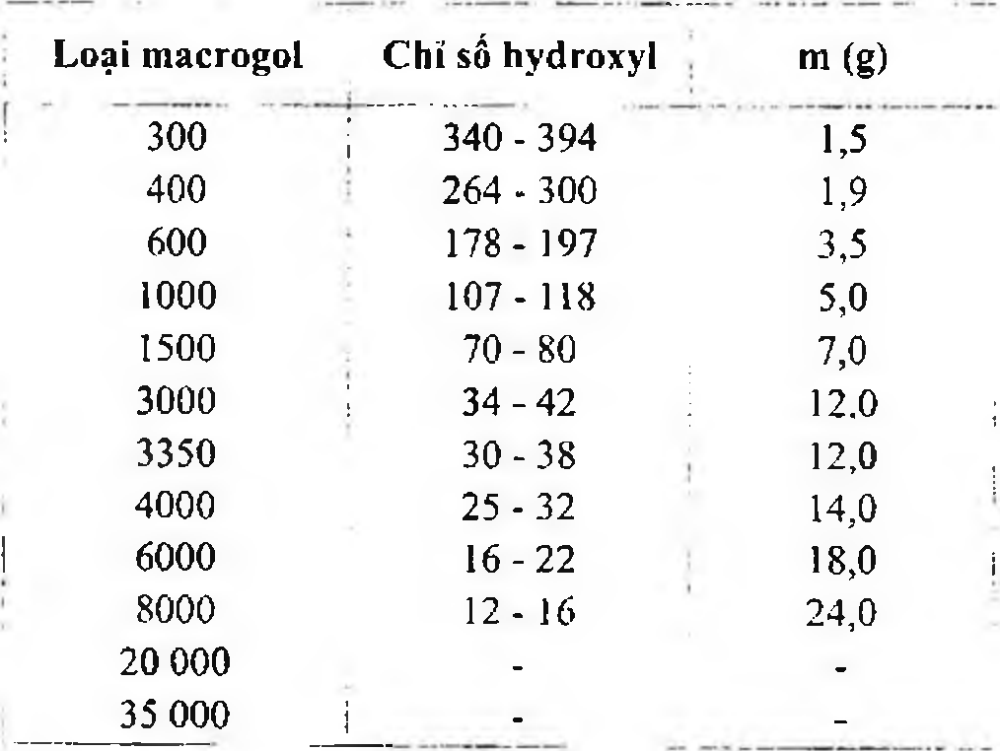 Loại macrogol Chỉ số hydroxyl m (g)
300 340 - 394 1,5
400 264 - 300 1,9
600 178 - 197 3,5
1000 107 - 118 5,0
1500 70 - 80 7,0
3000 34 - 42 12.0
3350 30 - 38 12,0
4000 25 - 32 14,0
6000 16 - 22 18,0
8000 12 - 16 24,0
20 000 - -
35 000 - -